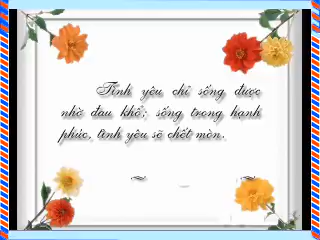 Tình yêu chỉ sống được
nhờ đau khổ; sống trong hạnh
phúc, tình yêu sẽ chết mòn.